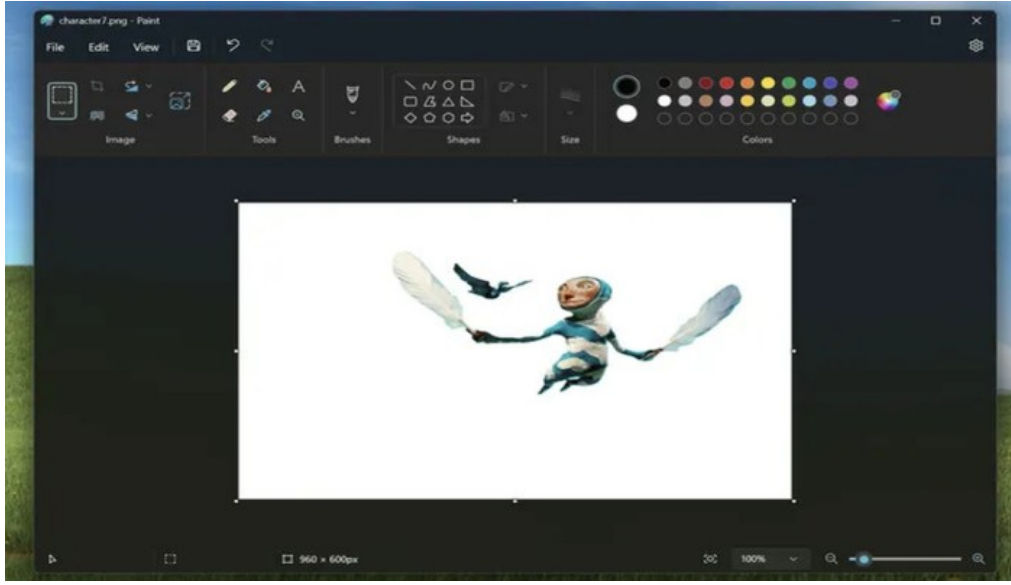 character7.png - Paint
File Edit View
Image Tools Brushes Shapes Size Colors
960 × 600px 100%